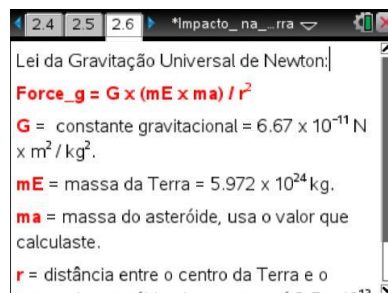 2.4 2.5 2.6 *Impacto_ na_...rra
Lei da Gravitação Universal de Newton:
Force_g = G x (mE x ma) / r²
G = constante gravitacional = 6.67 x 10⁻¹¹ N
x m² / kg².
mE = massa da Terra = 5.972 x 10²⁴ kg.
ma = massa do asteróide, usa o valor que
calculaste.
r = distância entre o centro da Terra e o